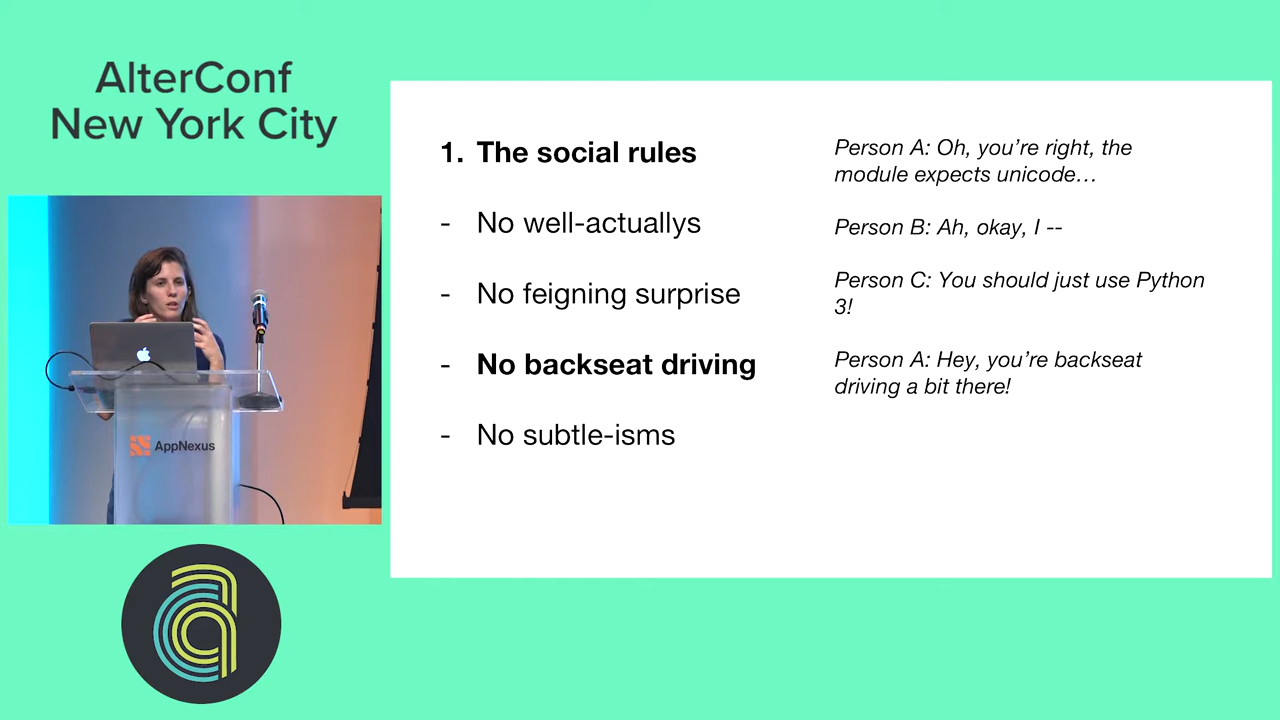 AlterConf
New York City
1. The social rules
- No well-actuallys
- No feigning surprise
- No backseat driving
- No subtle-isms
Person A: Oh, you’re right, the
module expects unicode…
Person B: Ah, okay, I --
Person C: You should just use Python
3!
Person A: Hey, you’re backseat
driving a bit there!
AppNexus